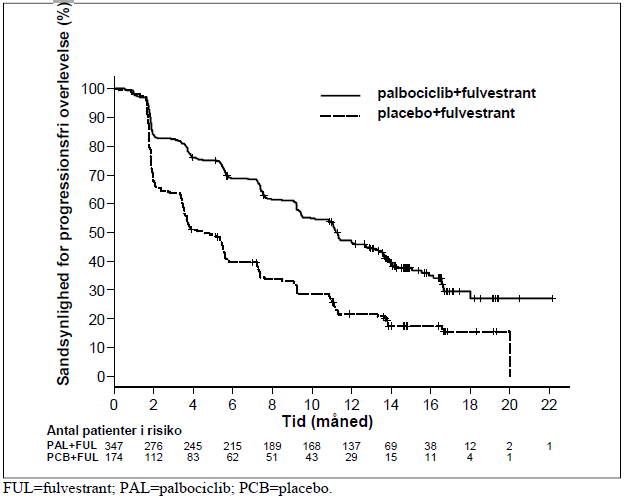 Sandsynlighed for progressionsfri overlevelse (%)
100
90
80
70
60
50
40
30
20
10
0
palbociclib+fulvestrant
placebo+fulvestrant
0 2 4 6 8 10 12 14 16 18 20 22
Tid (måned)
Antal patienter i risiko
PAL+FUL 347 276 245 215 189 168 137 69 38 12 2 1
PCB+FUL 174 112 83 62 51 43 29 15 11 4 1
FUL=fulvestrant; PAL=palbociclib; PCB=placebo.